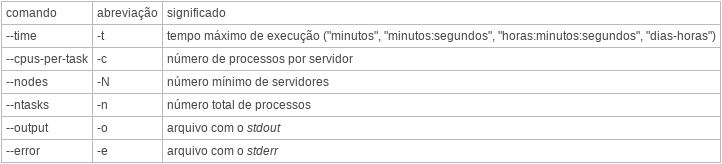 comando abreviação significado
--time -t tempo máximo de execução ("minutos", "minutos:segundos", "horas:minutos:segundos", "dias-horas")
--cpus-per-task -c número de processos por servidor
--nodes -N número mínimo de servidores
--ntasks -n número total de processos
--output -o arquivo com o stdout
--error -e arquivo com o stderr